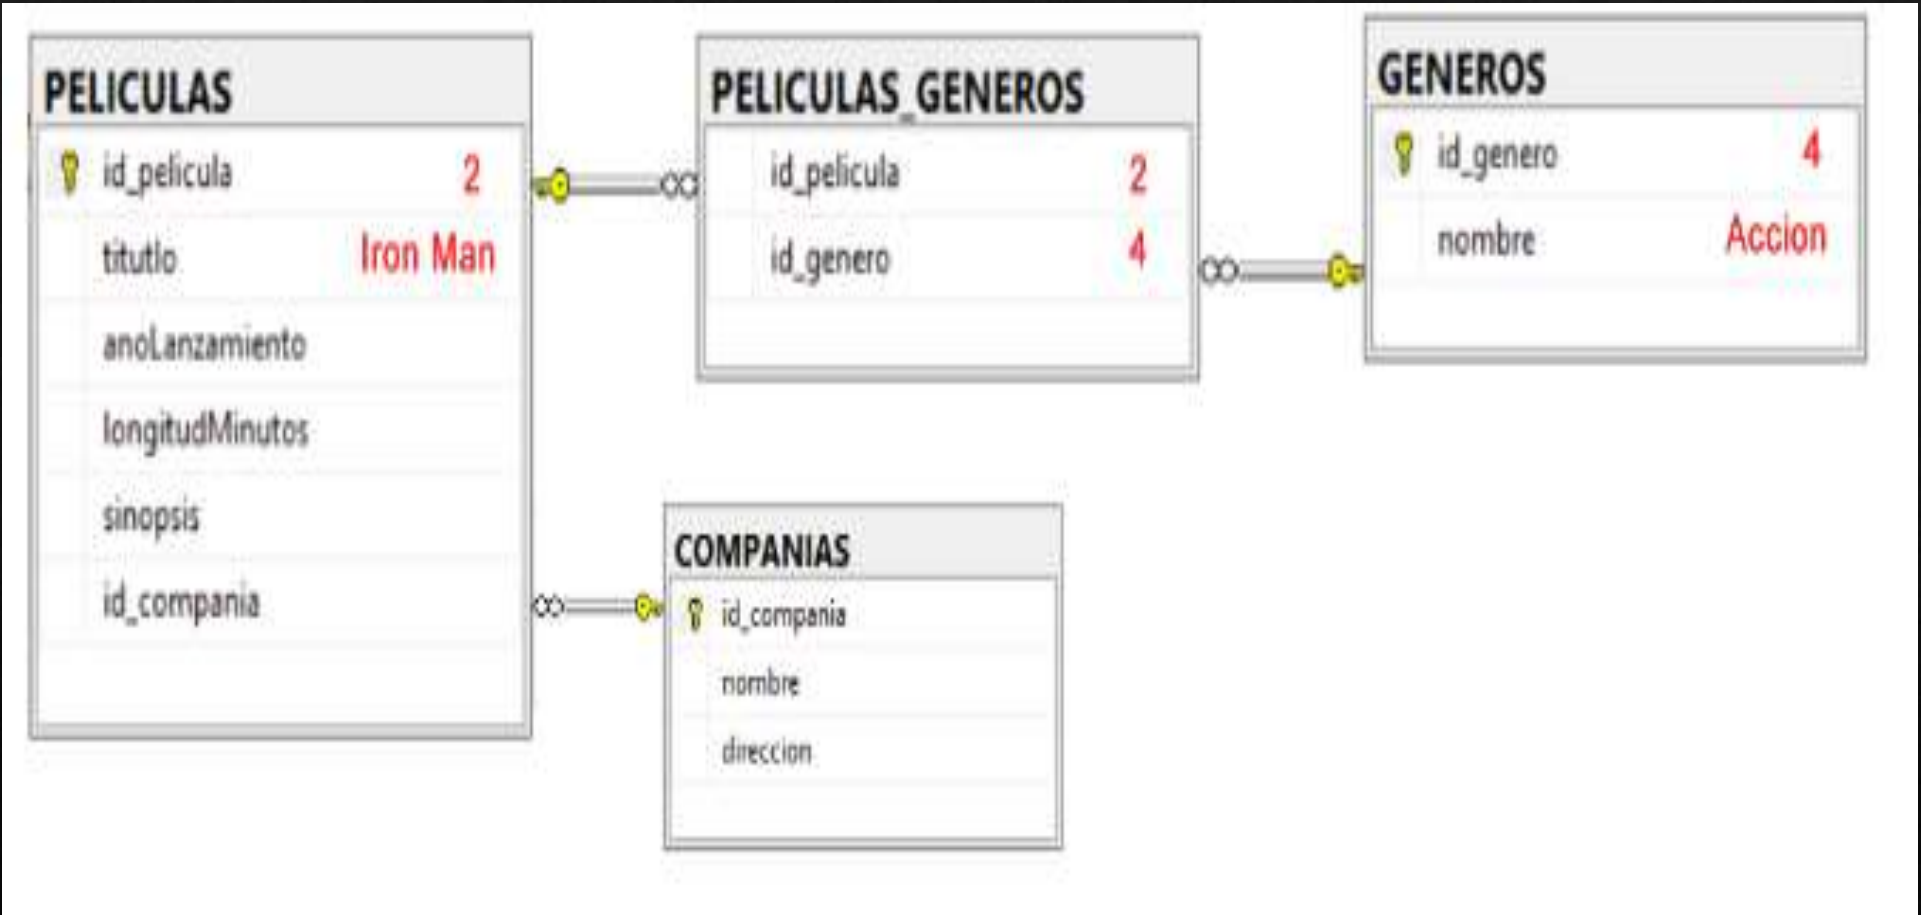 PELICULAS
id_pelicula 2
titutlo Iron Man
anoLanzamiento
longitudMinutos
sinopsis
id_compania
PELICULAS_GENEROS
id_pelicula 2
id_genero 4
GENEROS
id_genero 4
nombre Accion
COMPANIAS
id_compania
nombre
direccion